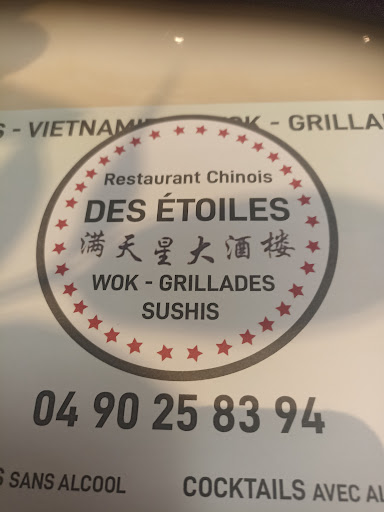 - VIETNAM
- GRILLA
Restaurant Chinois
DES ÉTOILES
满天星大酒楼
WOK - GRILLADES
SUSHIS
04 90 25 83 94
SANS ALCOOL
COCKTAILS AVEC AL